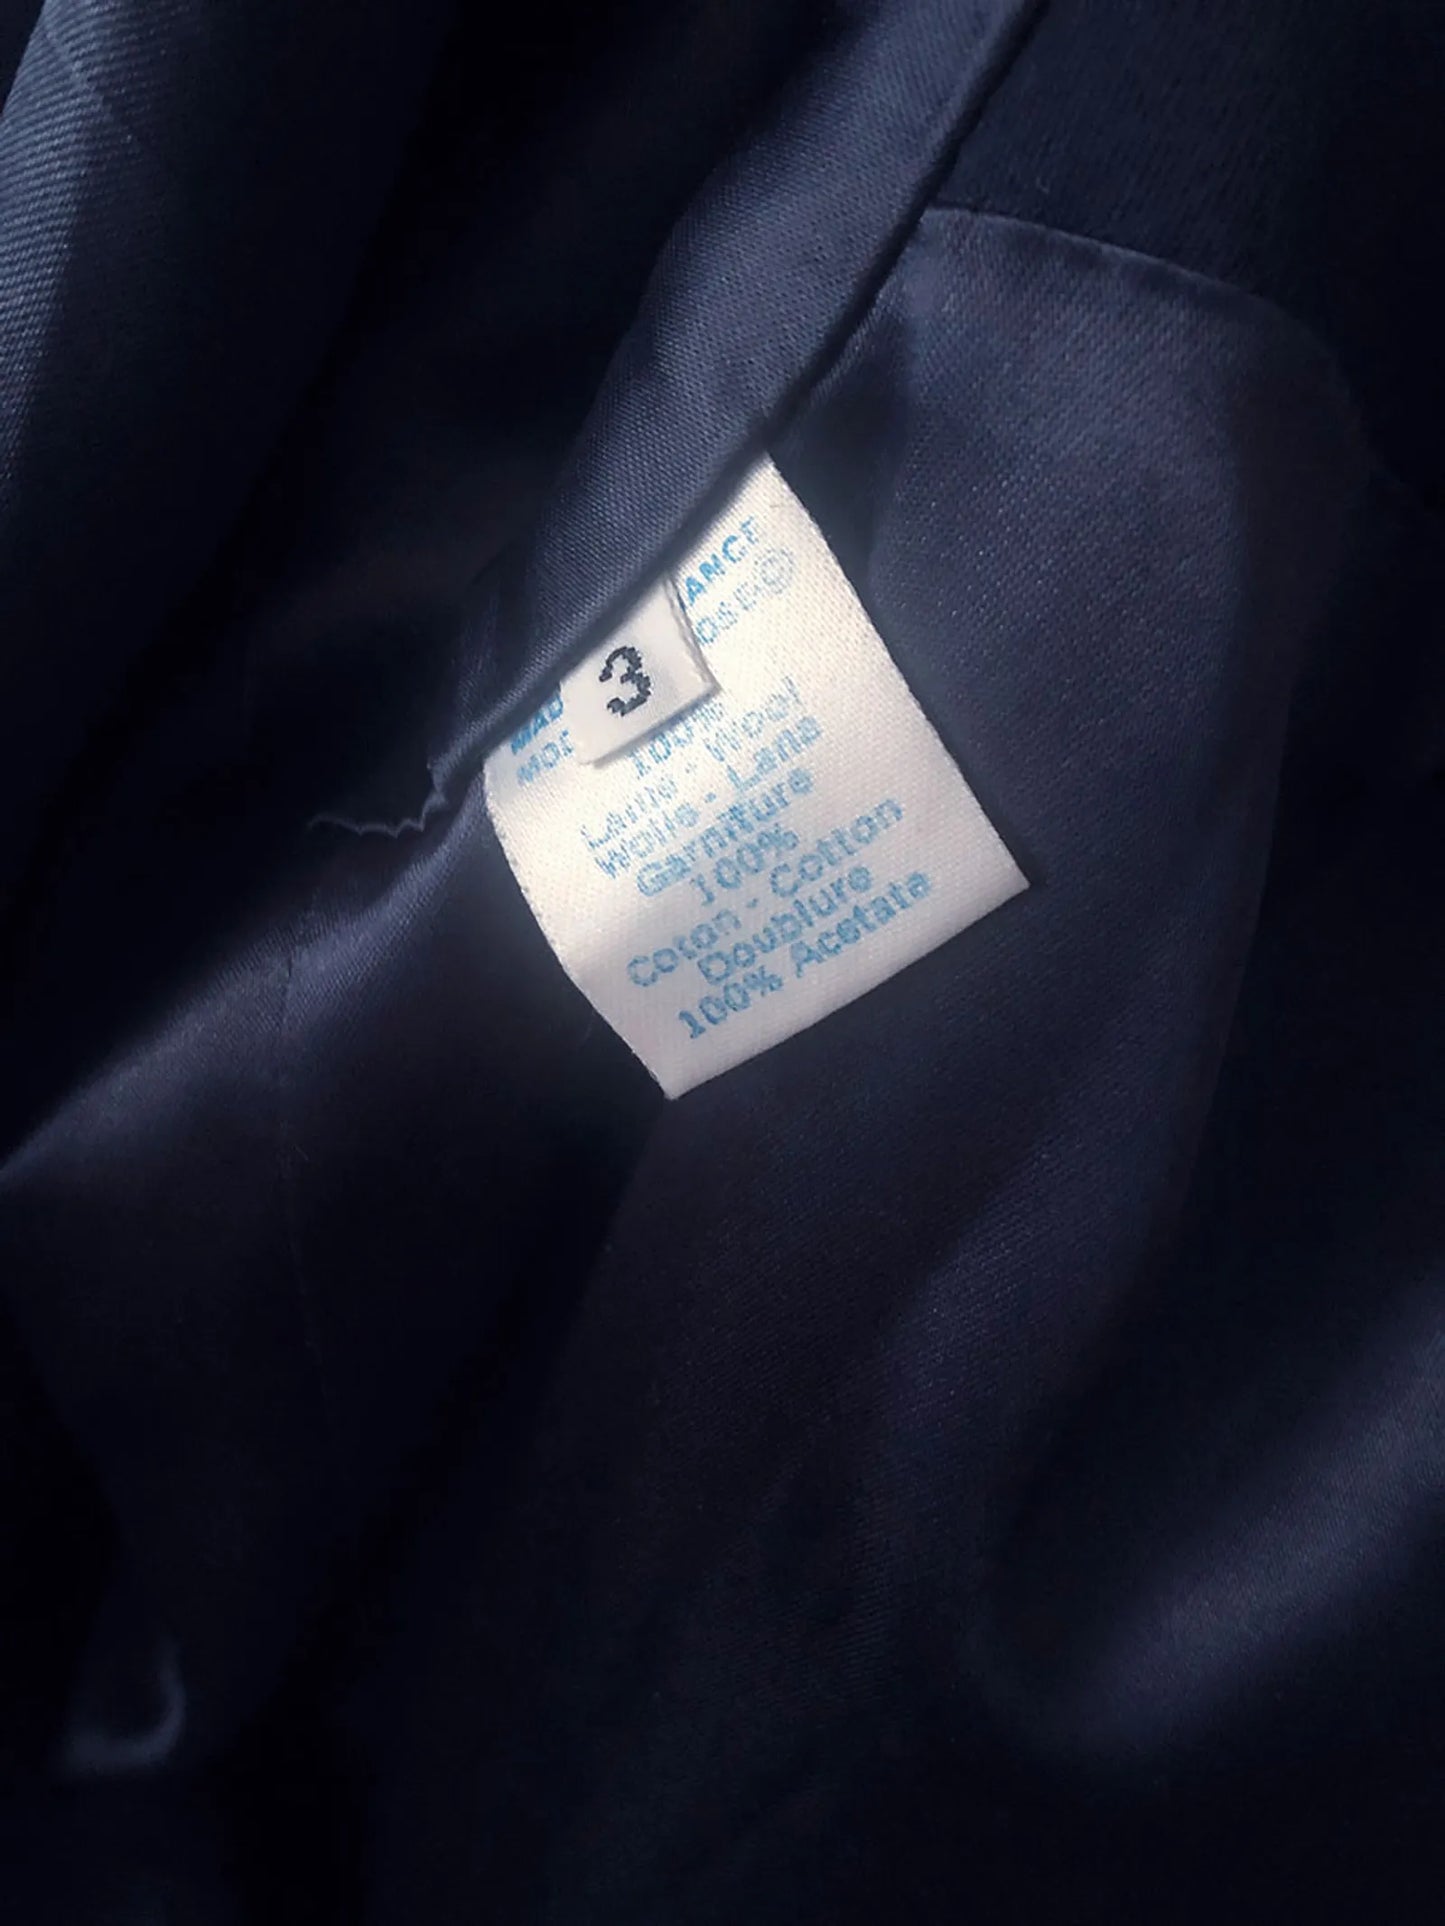 3
100%
Laine - Wool
Wolle - Lana
Garniture
100%
Coton - Cotton
Doublure
100% Acetate